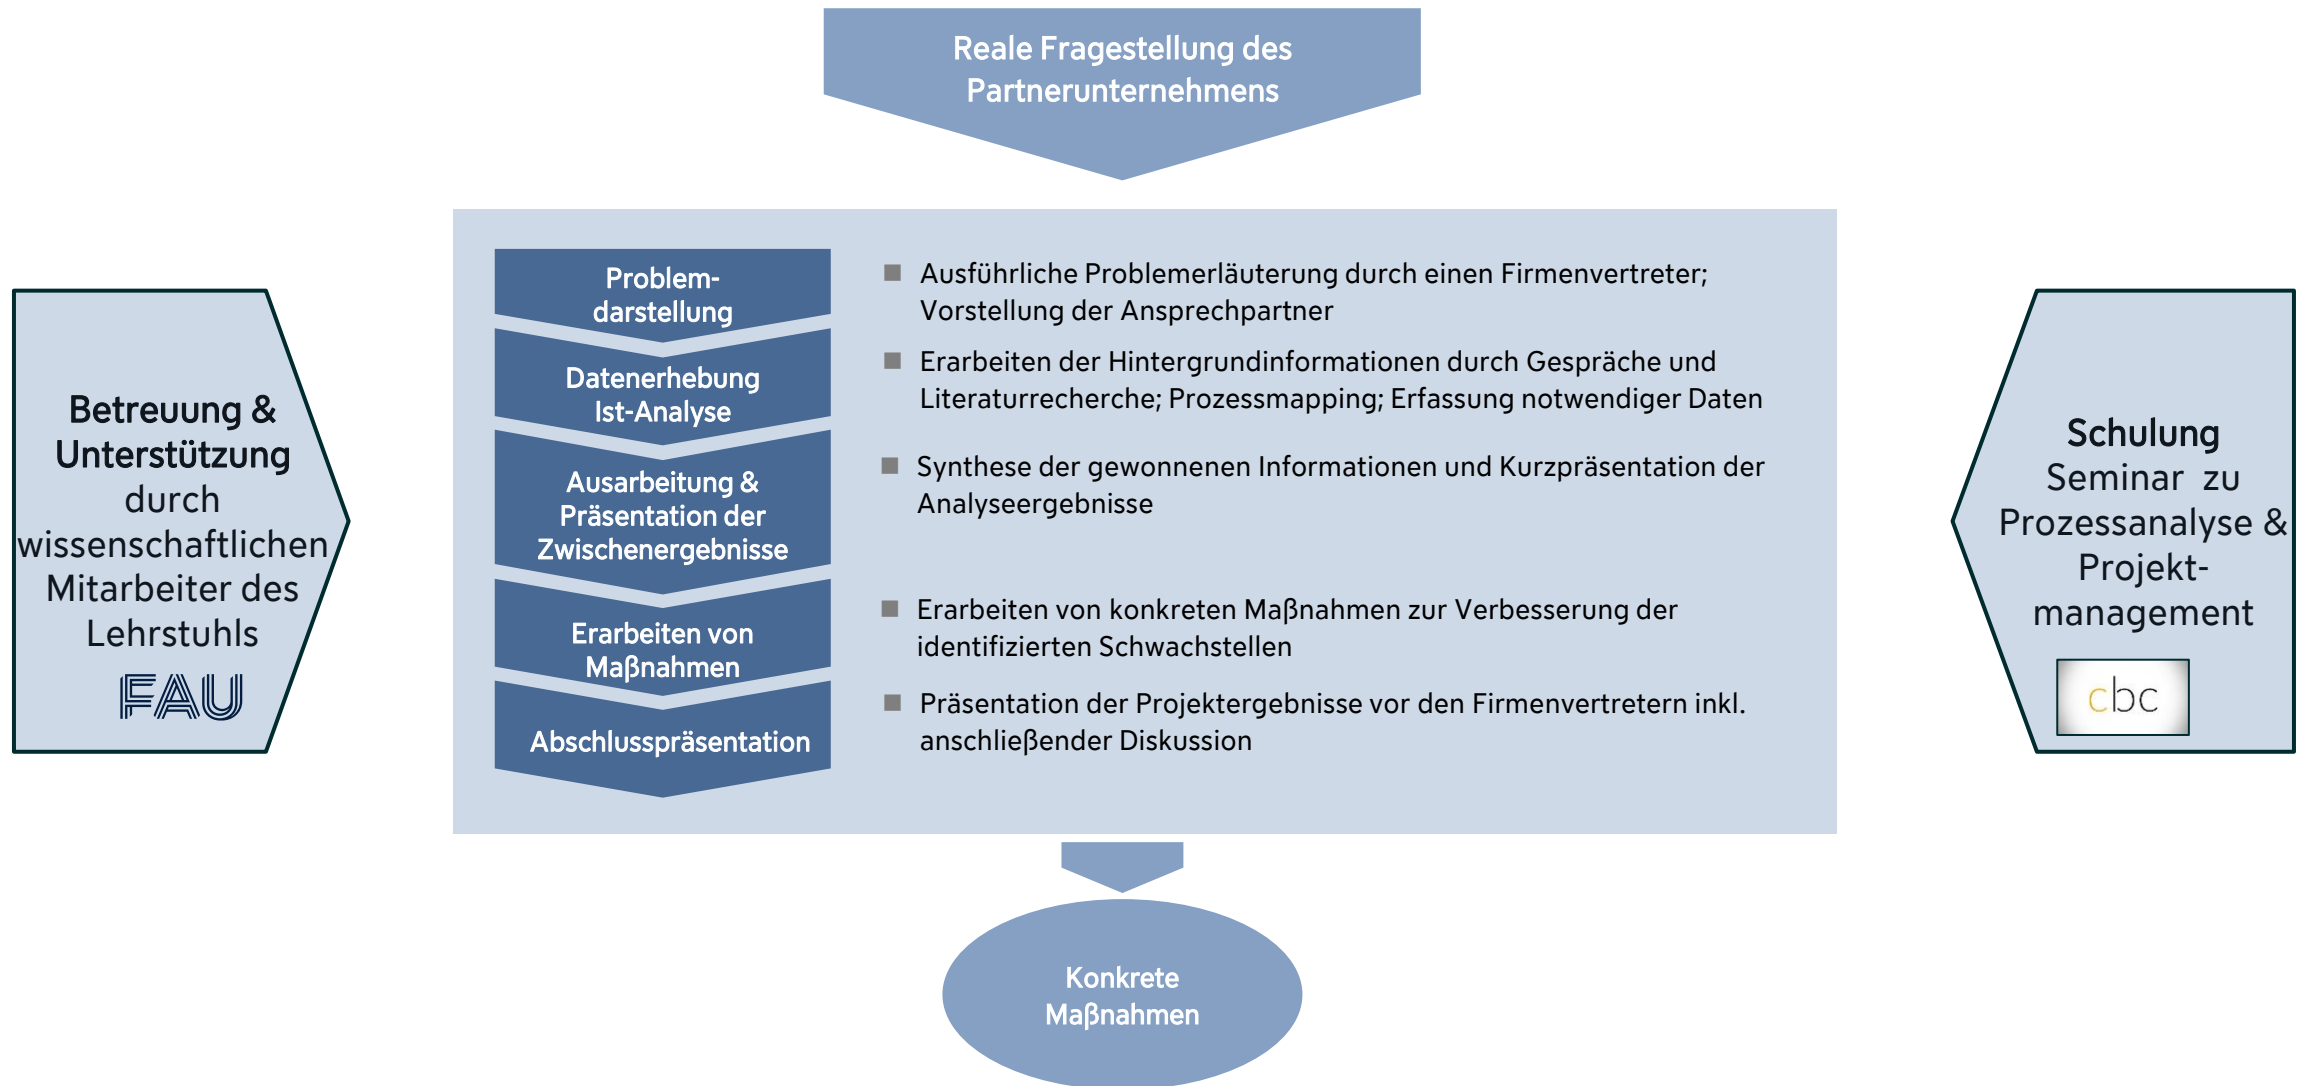 Reale Fragestellung des
Partnerunternehmens
Betreuung &
Unterstützung
durch
wissenschaftlichen
Mitarbeiter des
Lehrstuhls
FAU
Problem-
darstellung
Ausführliche Problemerläuterung durch einen Firmenvertreter;
Vorstellung der Ansprechpartner
Datenerhebung
Ist-Analyse
Erarbeiten der Hintergrundinformationen durch Gespräche und
Literaturrecherche; Prozessmapping; Erfassung notwendiger Daten
Ausarbeitung &
Präsentation der
Zwischenergebnisse
Synthese der gewonnenen Informationen und Kurzpräsentation der
Analyseergebnisse
Erarbeiten von
Maßnahmen
Erarbeiten von konkreten Maßnahmen zur Verbesserung der
identifizierten Schwachstellen
Abschlusspräsentation
Präsentation der Projektergebnisse vor den Firmenvertretern inkl.
anschließender Diskussion
Schulung
Seminar zu
Prozessanalyse &
Projekt-
management
cbc
Konkrete
Maßnahmen